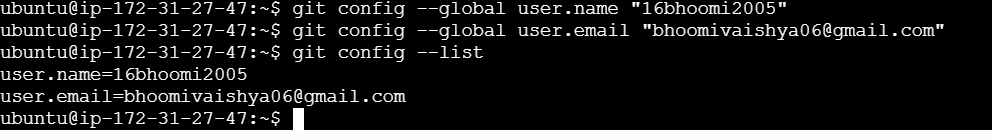 ubuntu@ip-172-31-27-47:~$ git config --global user.name "16bhoomi2005"
ubuntu@ip-172-31-27-47:~$ git config --global user.email "bhoomivaishya06@gmail.com"
ubuntu@ip-172-31-27-47:~$ git config --list
user.name=16bhoomi2005
user.email=bhoomivaishya06@gmail.com
ubuntu@ip-172-31-27-47:~$